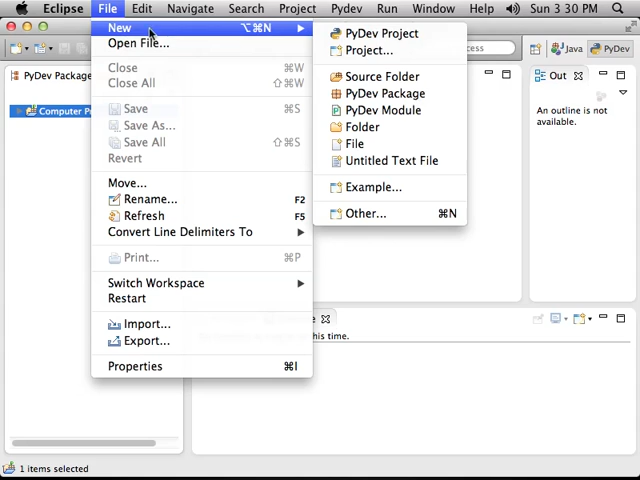 Eclipse File Edit Navigate Search Project Pydev Run Window Help Sun 3 30 PM
New ⌥⌘N
Open File...
Close ⌘W
Close All ⇧⌘W
Save ⌘S
Save As...
Save All ⇧⌘S
Revert
Move...
Rename... F2
Refresh F5
Convert Line Delimiters To
Print... ⌘P
Switch Workspace
Restart
Import...
Export...
Properties ⌘I
PyDev Project
Project...
Source Folder
PyDev Package
PyDev Module
Folder
File
Untitled Text File
Example...
Other... ⌘N
Java PyDev
PyDev Package
Computer P
Out
An outline is not
available.
his time.
1 items selected